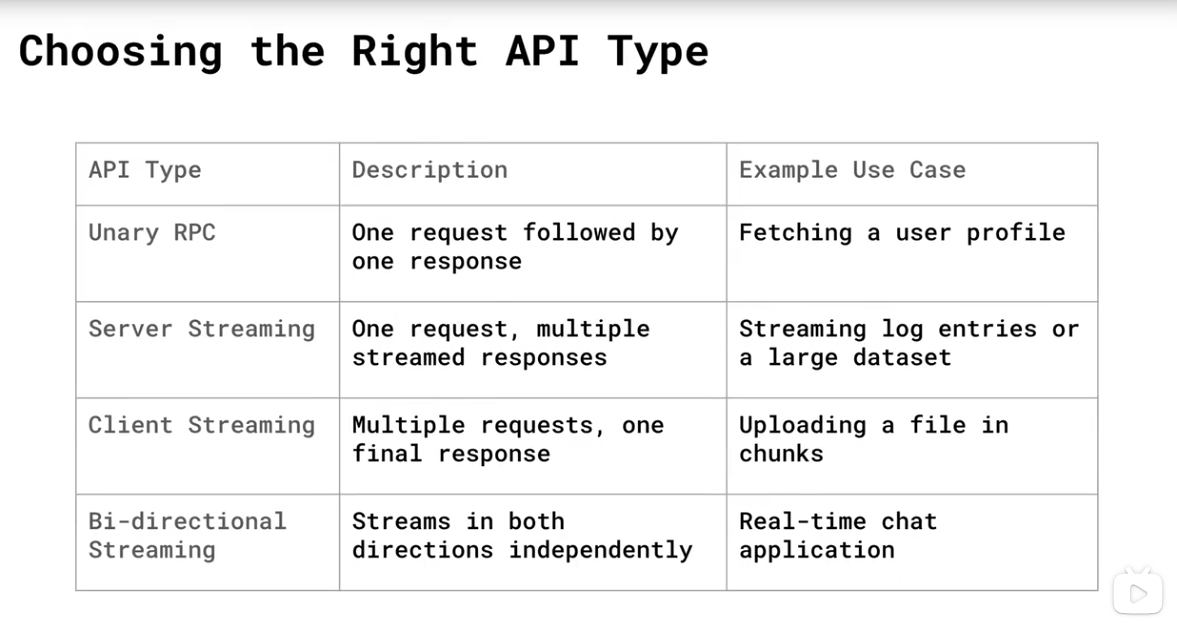 Choosing the Right API Type
API Type
Description
Example Use Case
Unary RPC
One request followed by
one response
Fetching a user profile
Server Streaming
One request, multiple
streamed responses
Streaming log entries or
a large dataset
Client Streaming
Multiple requests, one
final response
Uploading a file in
chunks
Bi-directional
Streaming
Streams in both
directions independently
Real-time chat
application